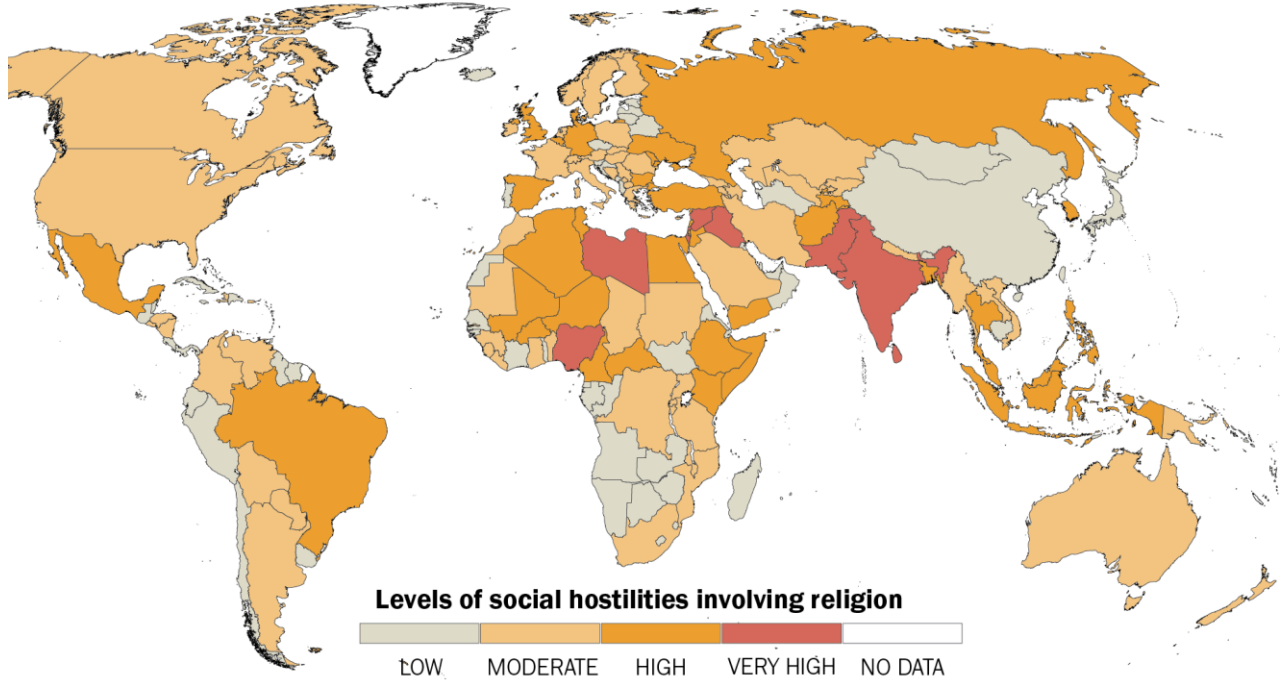 Levels of social hostilities involving religion
LOW MODERATE HIGH VERY HIGH NO DATA